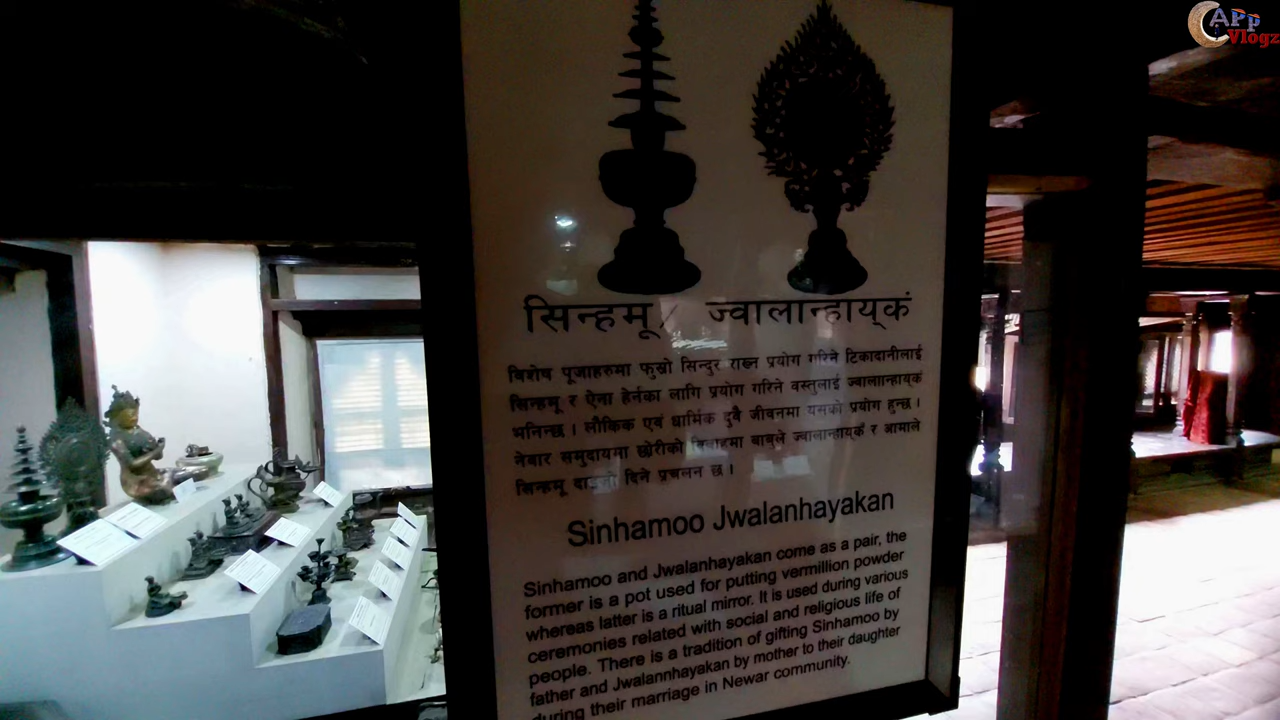 APP
Vlogz
सिन्हमू / ज्वालान्हाय्‌कं
विशेष पूजाहरुमा फुस्रो सिन्दुर राख्न प्रयोग गरिने टिकादानीलाई
सिन्हमू र ऐना हेर्नका लागि प्रयोग गरिने वस्तुलाई ज्वालाान्हाय्‌कं
भनिन्छ । लौकिक एवं धार्मिक दुवै जीवनमा यसको प्रयोग हुन्छ ।
नेवार समुदायमा छोरीको विवाहमा बाबुले ज्वालान्हाय्‌कं र आमाले
सिन्हमू दाइजो दिने प्रचलन छ ।
Sinhamoo Jwalanhayakan
Sinhamoo and Jwalanhayakan come as a pair, the
former is a pot used for putting vermillion powder
whereas latter is a ritual mirror. It is used during various
ceremonies related with social and religious life of
people. There is a tradition of gifting Sinhamoo by
father and Jwalannhayakan by mother to their daughter
during their marriage in Newar community.